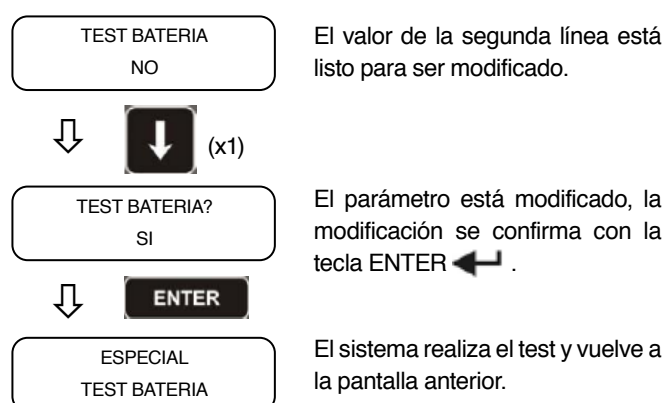 TEST BATERIA
NO
El valor de la segunda línea está
listo para ser modificado.
(x1)
TEST BATERIA?
SI
El parámetro está modificado, la
modificación se confirma con la
tecla ENTER .
ENTER
ESPECIAL
TEST BATERIA
El sistema realiza el test y vuelve a
la pantalla anterior.